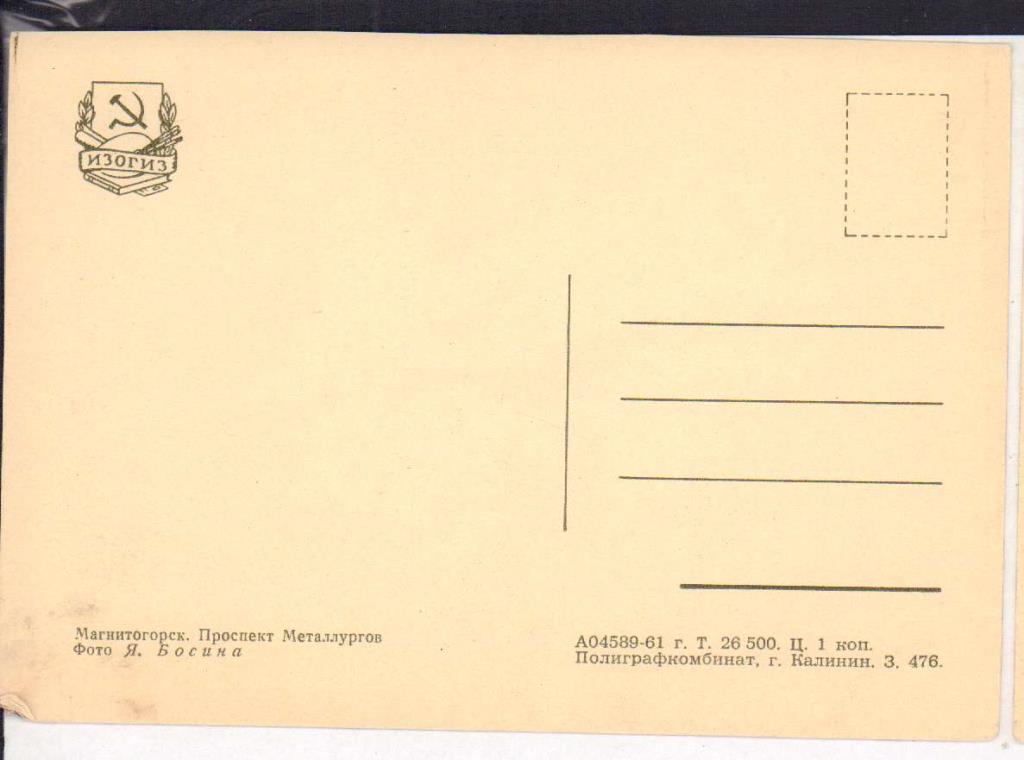 ИЗОГИЗ
Магнитогорск. Проспект Металлургов
Фото Я. Босина
А04589-61 г. Т. 26 500. Ц. 1 коп.
Полиграфкомбинат, г. Калинин. З. 476.